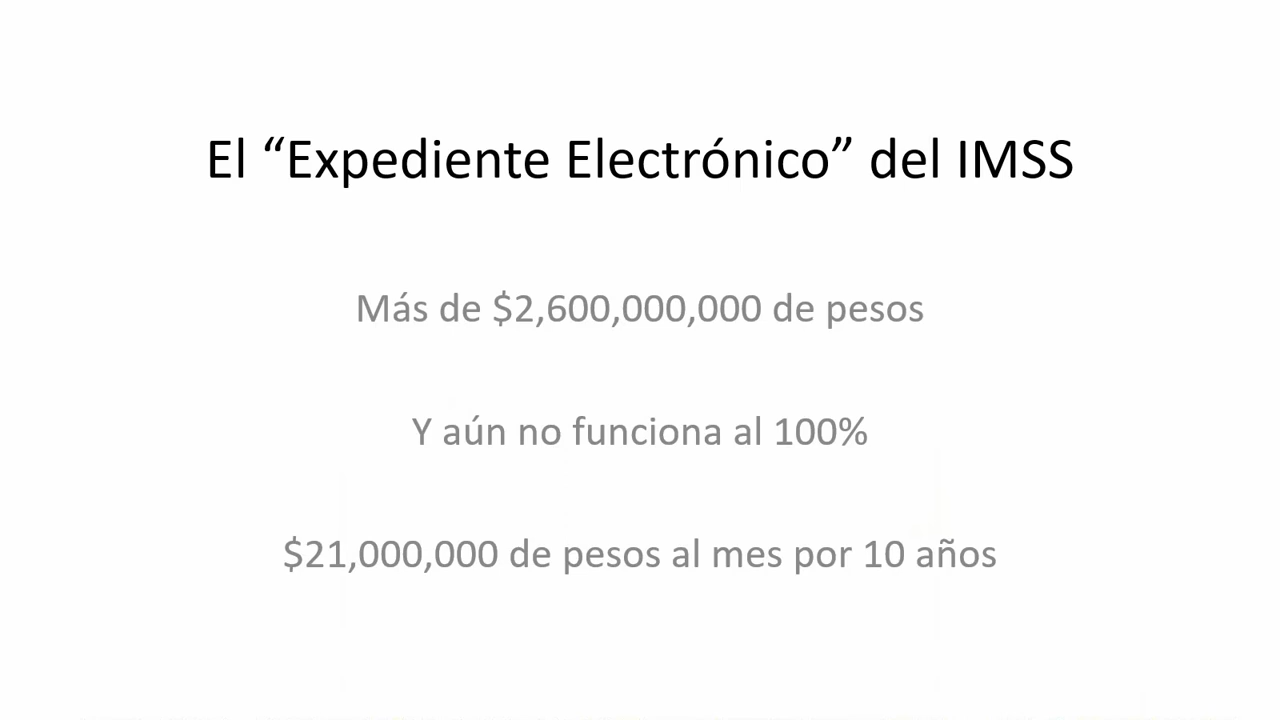 El “Expediente Electrónico” del IMSS
Más de $2,600,000,000 de pesos
Y aún no funciona al 100%
$21,000,000 de pesos al mes por 10 años